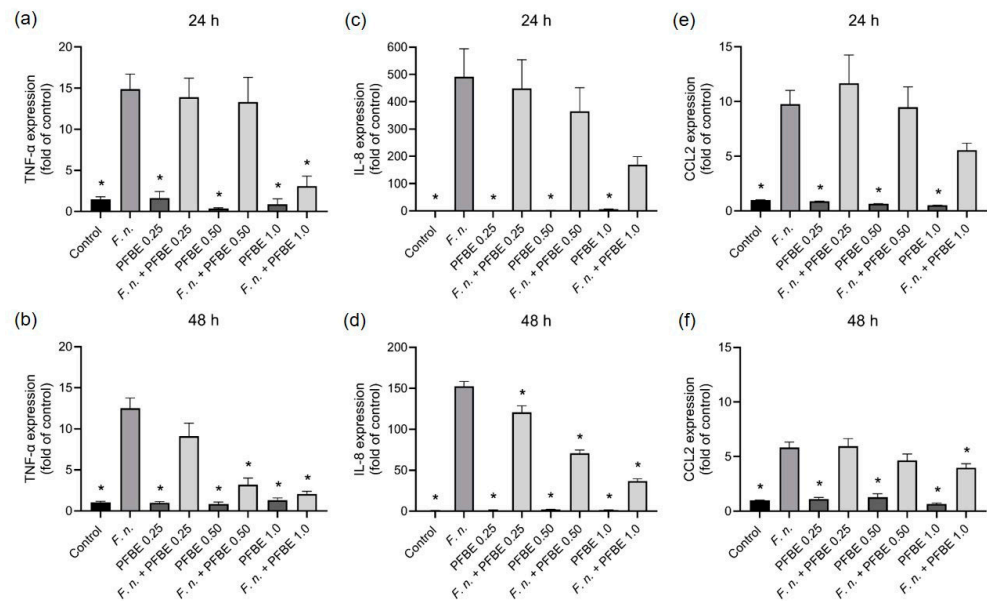 (a)
24 h
TNF-α expression
(fold of control)
20
15
10
5
0
*
*
*
*
*
Control
F. n.
PFBE 0.25
F. n. + PFBE 0.25
PFBE 0.50
F. n. + PFBE 0.50
PFBE 1.0
F. n. + PFBE 1.0
(c)
24 h
IL-8 expression
(fold of control)
600
500
400
300
200
100
0
*
*
*
*
Control
F. n.
PFBE 0.25
F. n. + PFBE 0.25
PFBE 0.50
F. n. + PFBE 0.50
PFBE 1.0
F. n. + PFBE 1.0
(e)
24 h
CCL2 expression
(fold of control)
15
10
5
0
*
*
*
*
Control
F. n.
PFBE 0.25
F. n. + PFBE 0.25
PFBE 0.50
F. n. + PFBE 0.50
PFBE 1.0
F. n. + PFBE 1.0
(b)
48 h
TNF-α expression
(fold of control)
20
15
10
5
0
*
*
*
*
*
*
Control
F. n.
PFBE 0.25
F. n. + PFBE 0.25
PFBE 0.50
F. n. + PFBE 0.50
PFBE 1.0
F. n. + PFBE 1.0
(d)
48 h
IL-8 expression
(fold of control)
200
150
100
50
0
*
*
*
*
*
*
*
Control
F. n.
PFBE 0.25
F. n. + PFBE 0.25
PFBE 0.50
F. n. + PFBE 0.50
PFBE 1.0
F. n. + PFBE 1.0
(f)
48 h
CCL2 expression
(fold of control)
15
10
5
0
*
*
*
*
*
Control
F. n.
PFBE 0.25
F. n. + PFBE 0.25
PFBE 0.50
F. n. + PFBE 0.50
PFBE 1.0
F. n. + PFBE 1.0